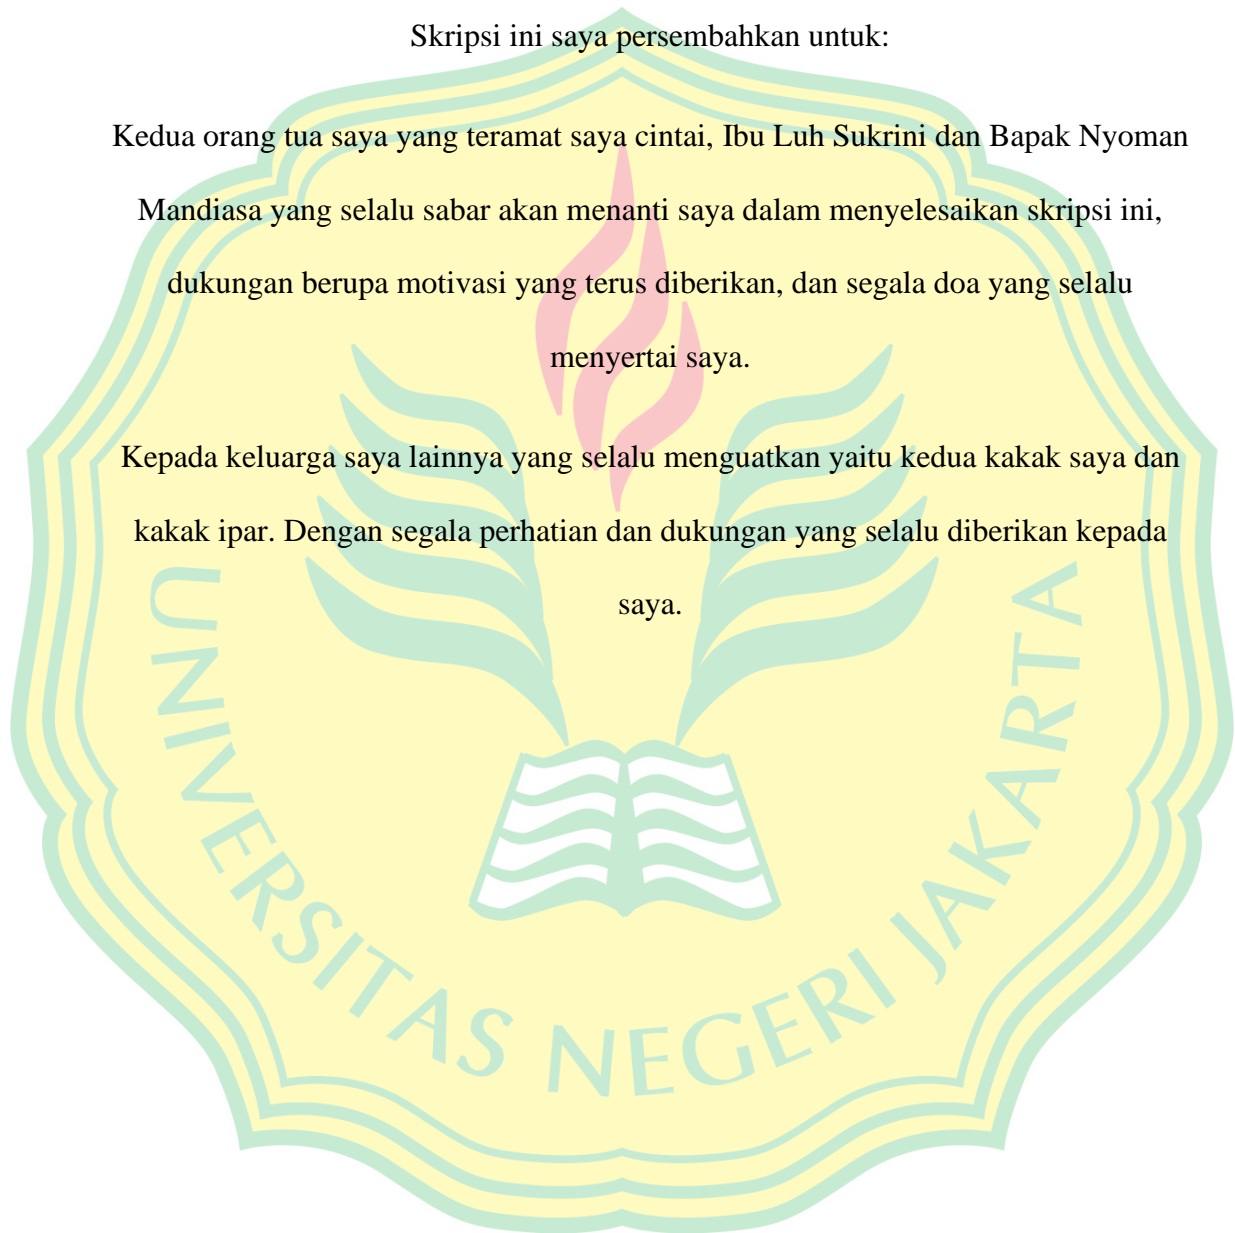 Skripsi ini saya persembahkan untuk:
Kedua orang tua saya yang teramat saya cintai, Ibu Luh Sukrini dan Bapak Nyoman
Mandiasa yang selalu sabar akan menanti saya dalam menyelesaikan skripsi ini,
dukungan berupa motivasi yang terus diberikan, dan segala doa yang selalu
menyertai saya.
Kepada keluarga saya lainnya yang selalu menguatkan yaitu kedua kakak saya dan
kakak ipar. Dengan segala perhatian dan dukungan yang selalu diberikan kepada
saya.
UNIVERSITAS NEGERI JAKARTA